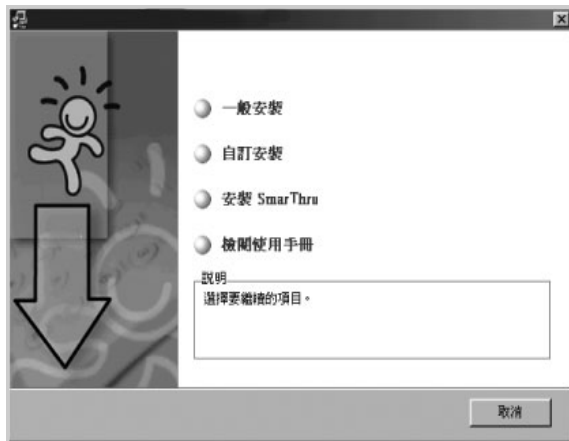 一般安裝
自訂安裝
安裝 SmarThru
檢閱使用手冊
說明
選擇要繼續的項目。
取消